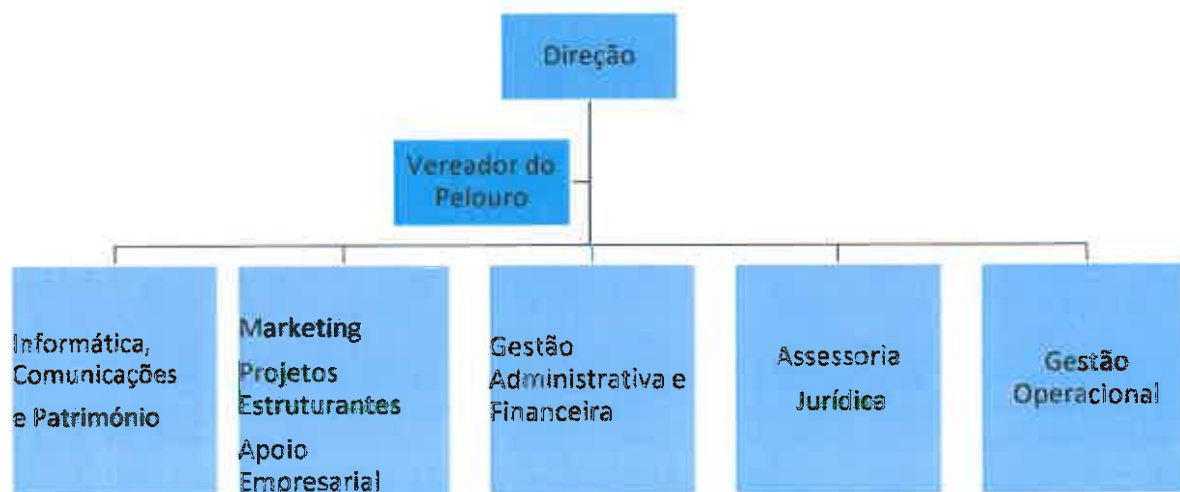 Direção
Vereador do
Pelouro
Informática,
Comunicações
e Património
Marketing
Projetos
Estruturantes
Apoio
Empresarial
Gestão
Administrativa e
Financeira
Assessoria
Jurídica
Gestão
Operacional